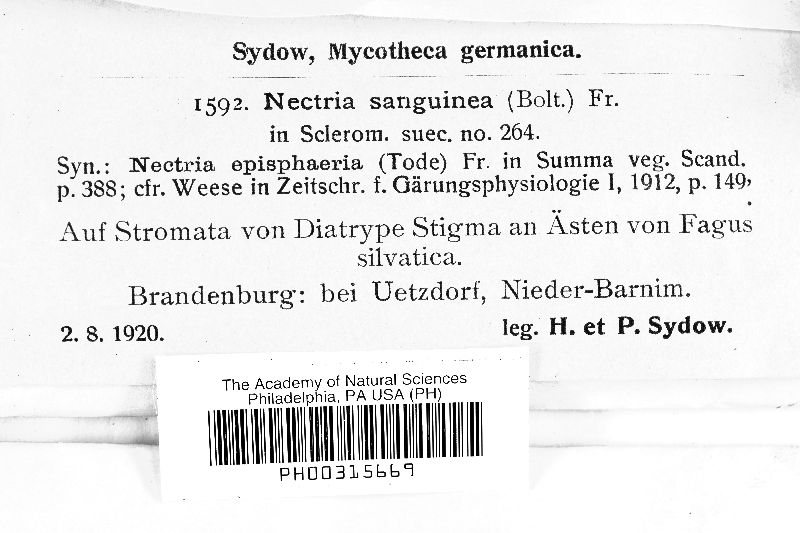 Sydow, Mycotheca germanica.
1592. Nectria sanguinea (Bolt.) Fr.
in Sclerom. suec. no. 264.
Syn.: Nectria episphaeria (Tode) Fr. in Summa veg. Scand.
p. 388; cfr. Weese in Zeitschr. f. Gärungsphysiologie I, 1912, p. 149,
Auf Stromata von Diatrype Stigma an Ästen von Fagus
silvatica.
Brandenburg: bei Uetzdorf, Nieder-Barnim.
2. 8. 1920. leg. H. et P. Sydow.
The Academy of Natural Sciences
Philadelphia, PA USA (PH)
PH00315669